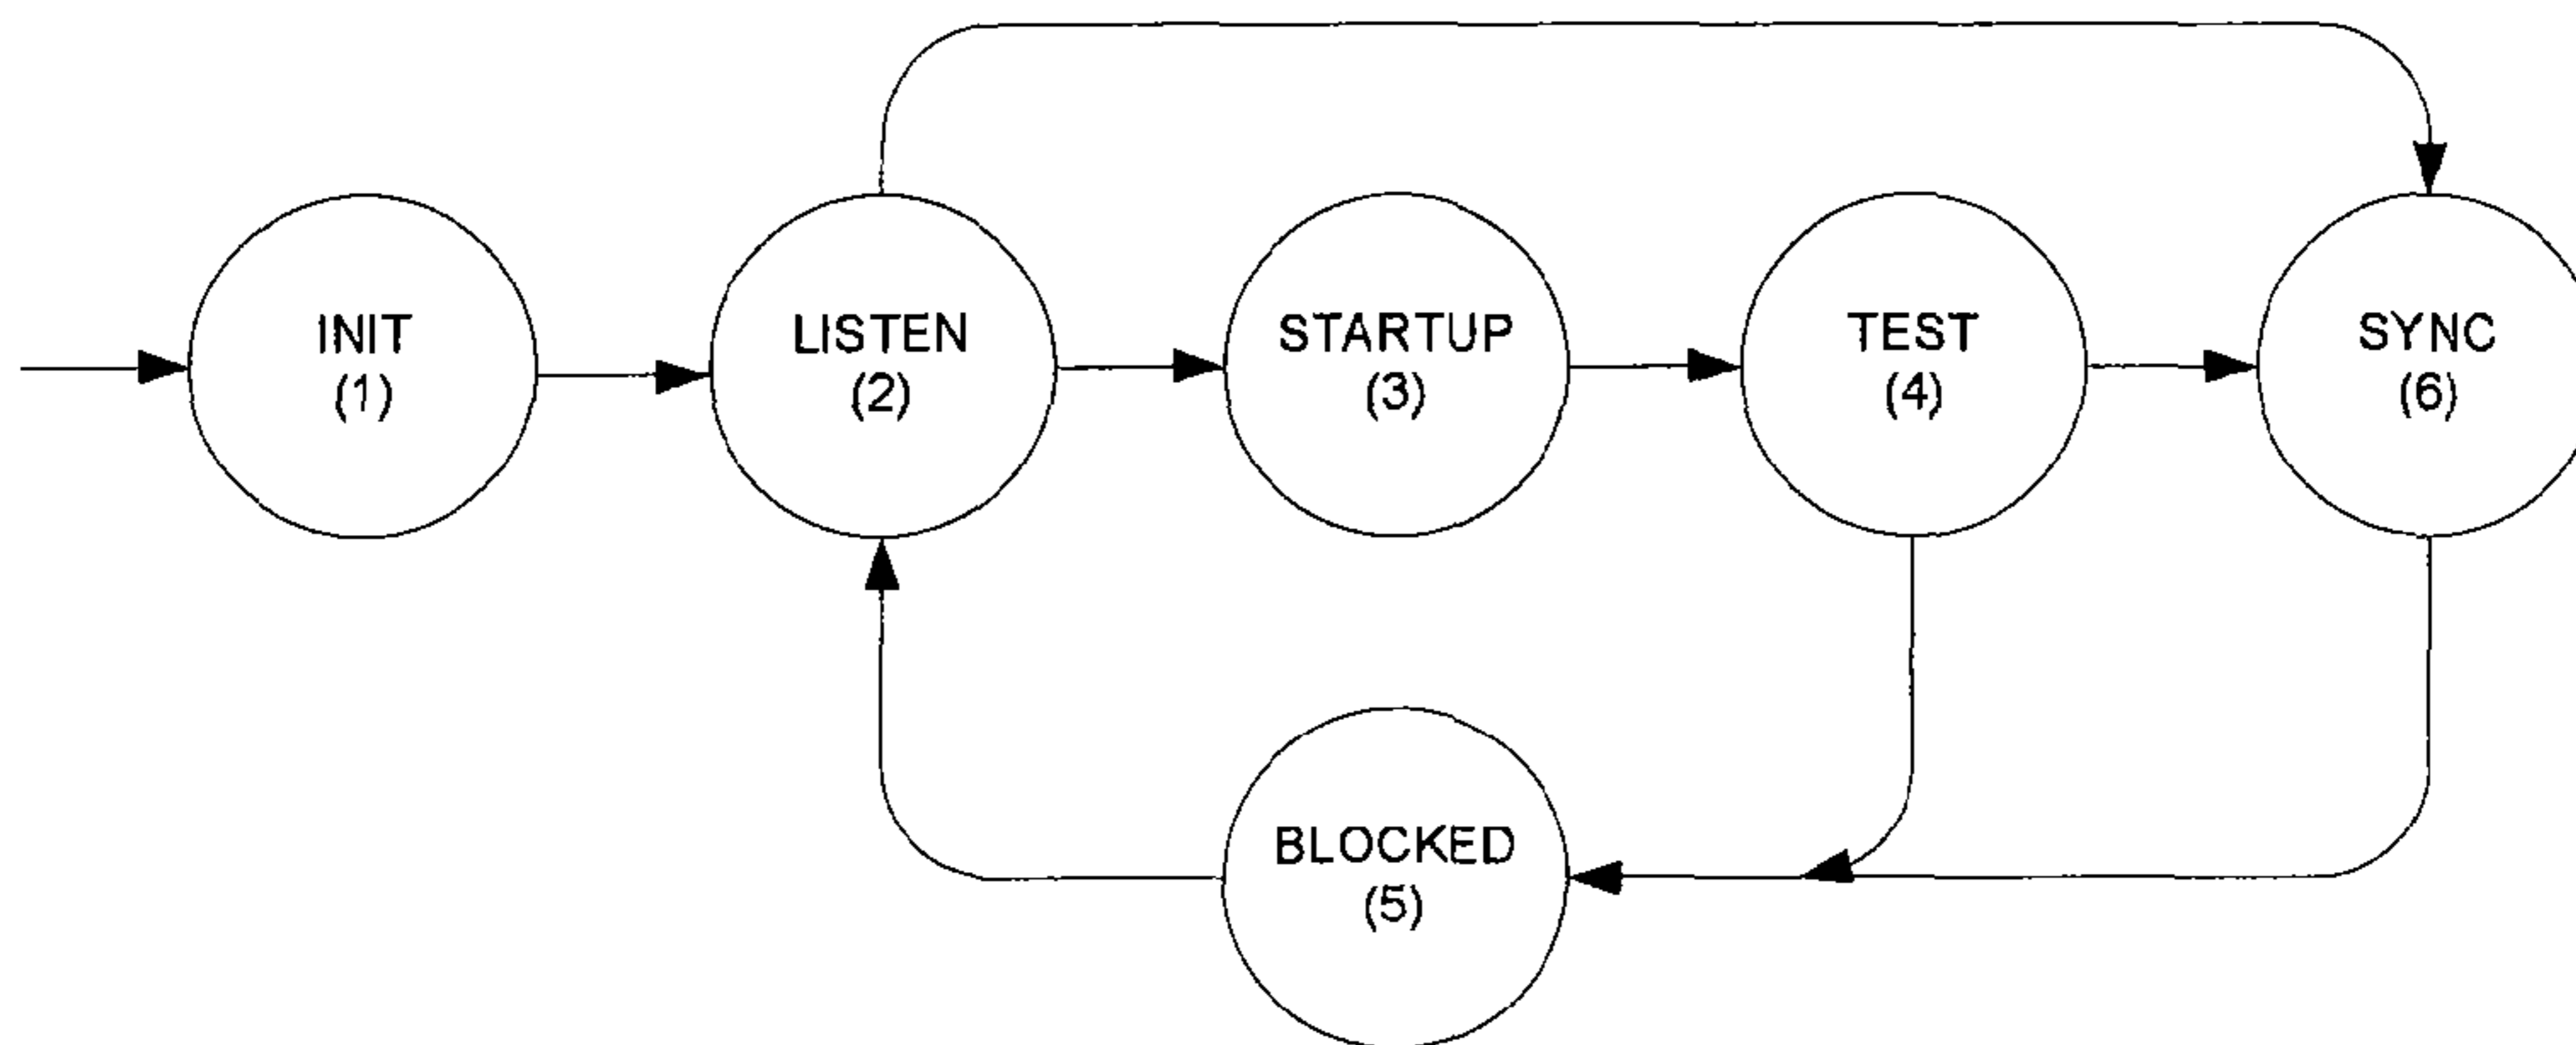 INIT
(1)
LISTEN
(2)
STARTUP
(3)
TEST
(4)
SYNC
(6)
BLOCKED
(5)